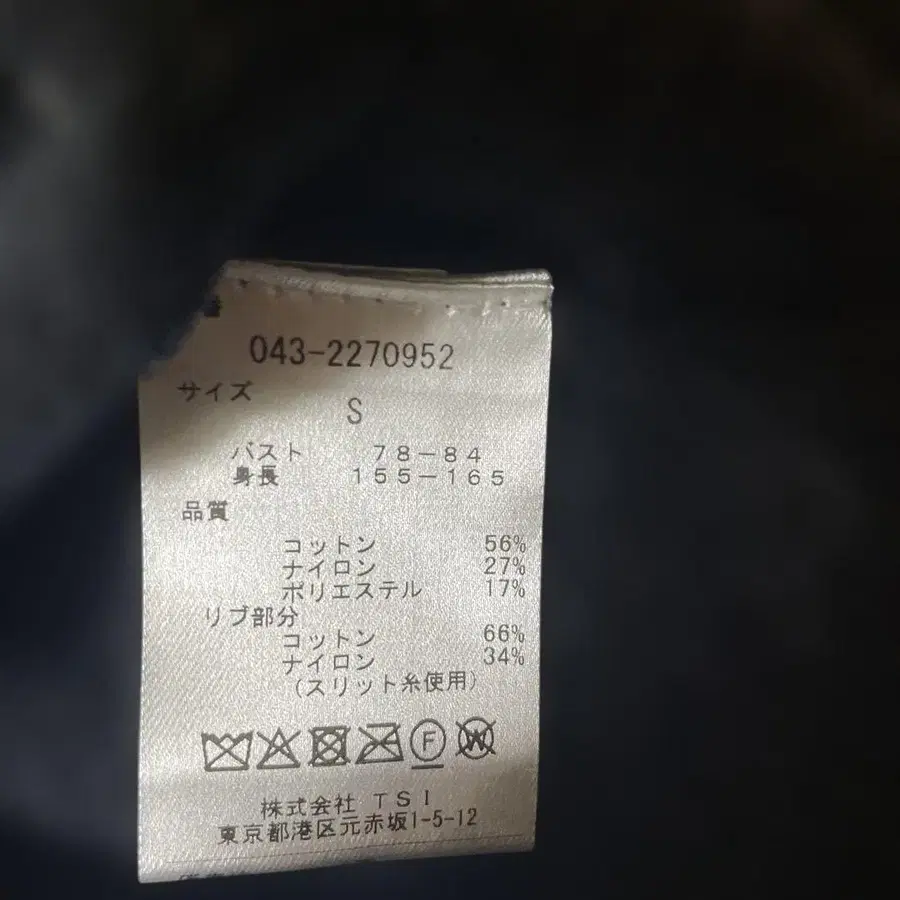 043-2270952
サイズ
S
バスト 78-84
身長 155-165
品質
コットン 56%
ナイロン 27%
ポリエステル 17%
リブ部分
コットン 66%
ナイロン 34%
(スリット糸使用)
F W
株式会社 TSI
東京都港区元赤坂1-5-12